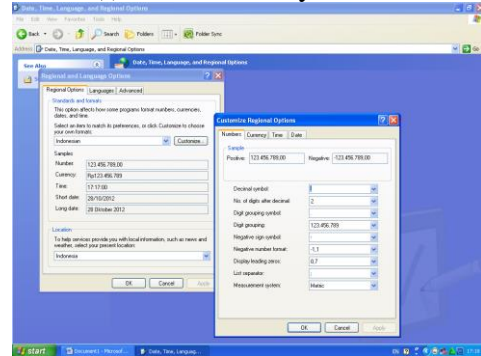 Date, Time, Language, and Regional Options
File Edit View Favorites Tools Help
Back Search Folders Folder Sync
Address Date, Time, Language, and Regional Options Go
See Also
Date, Time, Language, and Regional Options
Regional and Language Options
Regional Options Languages Advanced
Standards and formats
This option affects how some programs format numbers, currencies,
dates, and time.
Select an item to match its preferences, or click Customize to choose
your own formats:
Indonesian Customize...
Samples
Number: 123.456.789,00
Currency: Rp123.456.789
Time: 17:17:00
Short date: 28/10/2012
Long date: 28 Oktober 2012
Location
To help services provide you with local information, such as news and
weather, select your present location:
Indonesia
OK Cancel Apply
Customize Regional Options
Numbers Currency Time Date
Sample
Positive: 123.456.789,00 Negative: -123.456.789,00
Decimal symbol:
No. of digits after decimal: 2
Digit grouping symbol:
Digit grouping: 123.456.789
Negative sign symbol: -
Negative number format: -1,1
Display leading zeros: 0,7
List separator: ;
Measurement system: Metric
OK Cancel Apply
start Document1 - Microsof... Date, Time, Languag... EN